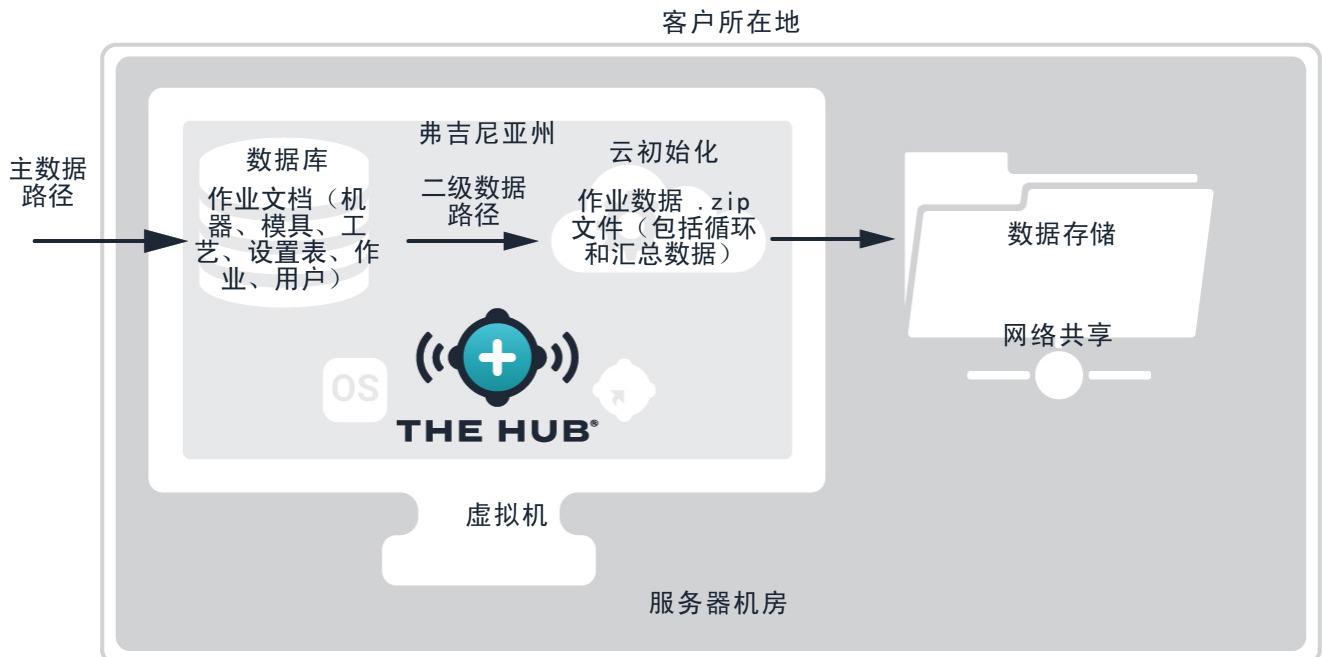 客户所在地
弗吉尼亚州
数据库
云初始化
主数据
路径
作业文档（机
器、模具、工
艺、设置表、作
业、用户）
二级数据
路径
作业数据 .zip
文件（包括循环
和汇总数据）
数据存储
网络共享
OS
THE HUB®
虚拟机
服务器机房